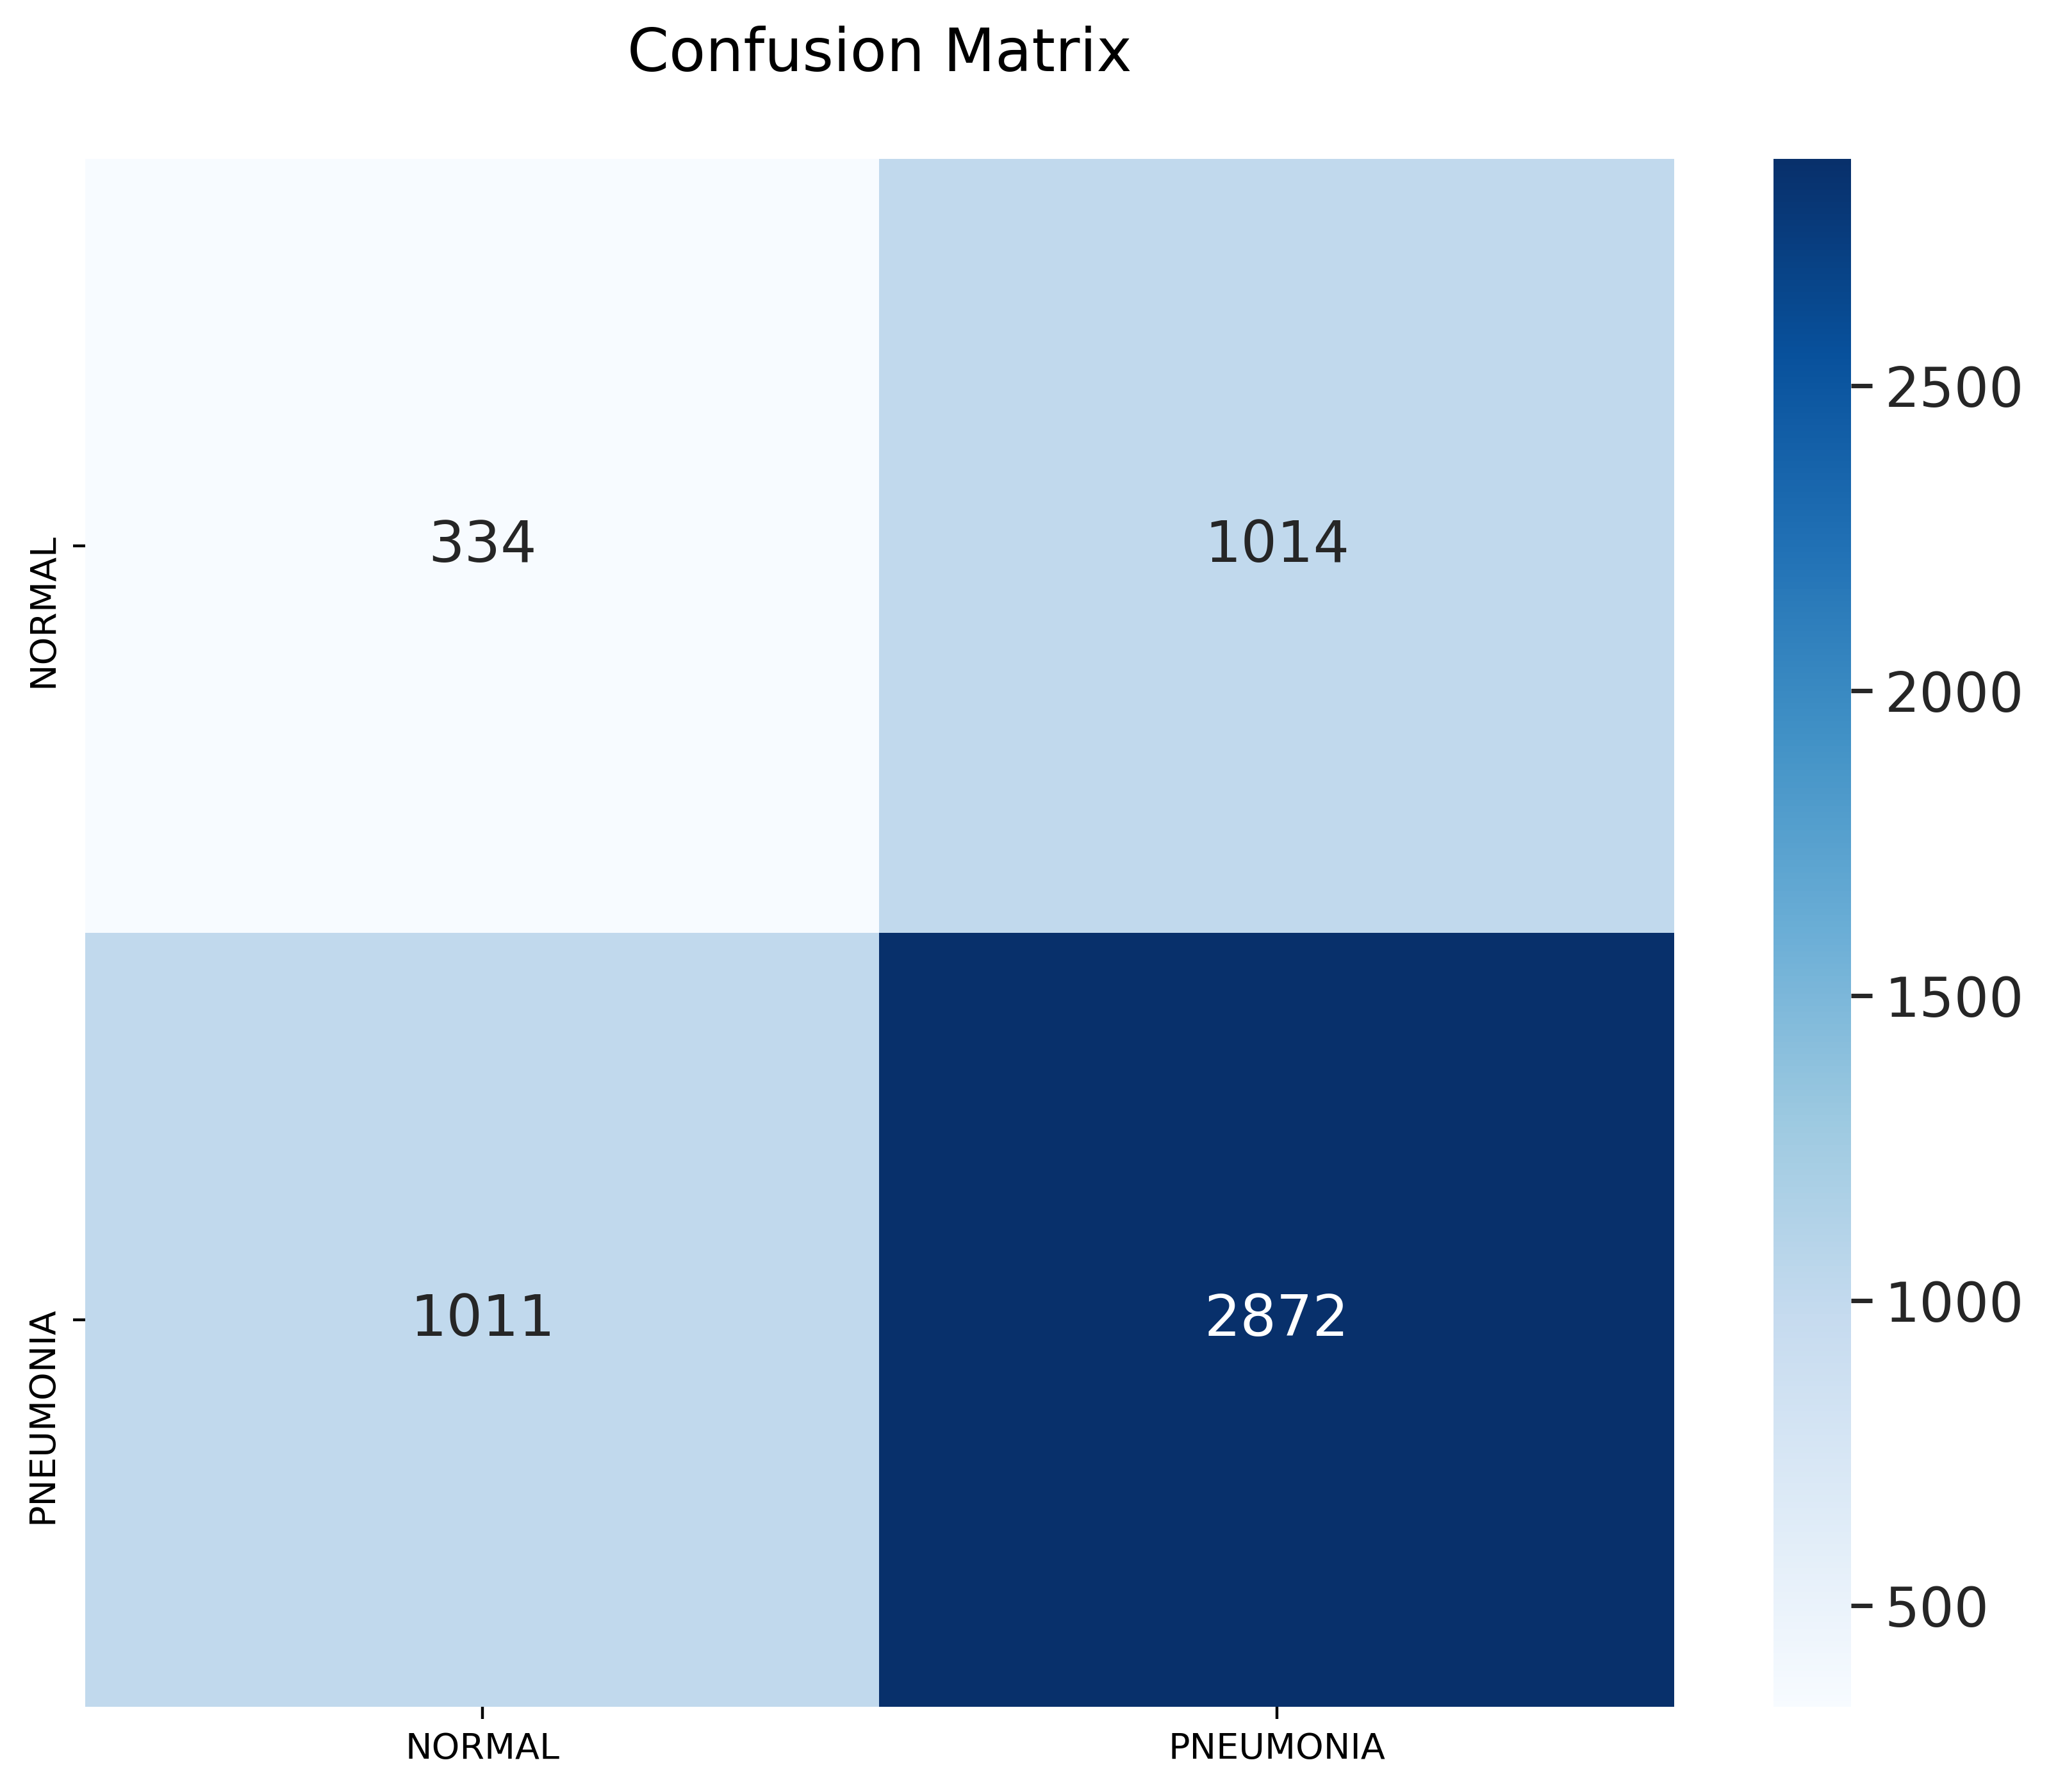 Confusion Matrix
NORMAL
334
1014
PNEUMONIA
1011
2872
NORMAL
PNEUMONIA
2500
2000
1500
1000
500